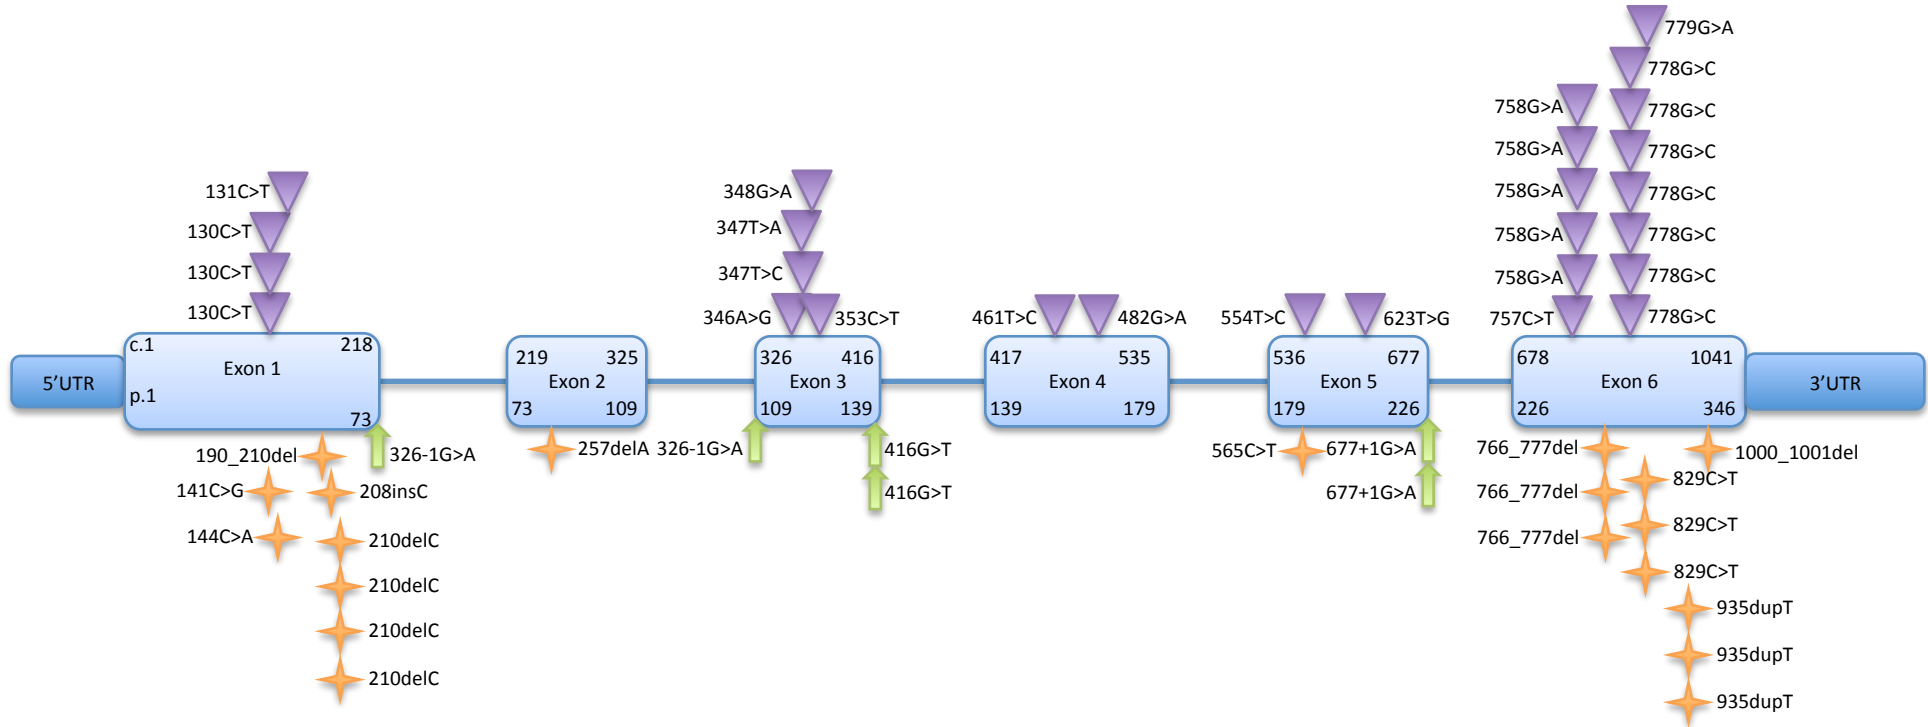 779G>A
778G>C
758G>A
778G>C
758G>A
778G>C
131C>T
348G>A
758G>A
778G>C
130C>T
347T>A
758G>A
778G>C
130C>T
347T>C
758G>A
778G>C
130C>T
346A>G
353C>T
461T>C
482G>A
554T>C
623T>G
757C>T
778G>C
5'UTR
c.1
218
Exon 1
p.1
73
219
325
Exon 2
73
109
326
416
Exon 3
109
139
417
535
Exon 4
139
179
536
677
Exon 5
179
226
678
1041
Exon 6
226
346
3'UTR
190_210del
326-1G>A
257delA
326-1G>A
416G>T
565C>T
677+1G>A
766_777del
1000_1001del
141C>G
208insC
416G>T
677+1G>A
766_777del
829C>T
144C>A
210delC
766_777del
829C>T
210delC
829C>T
210delC
935dupT
210delC
935dupT
935dupT